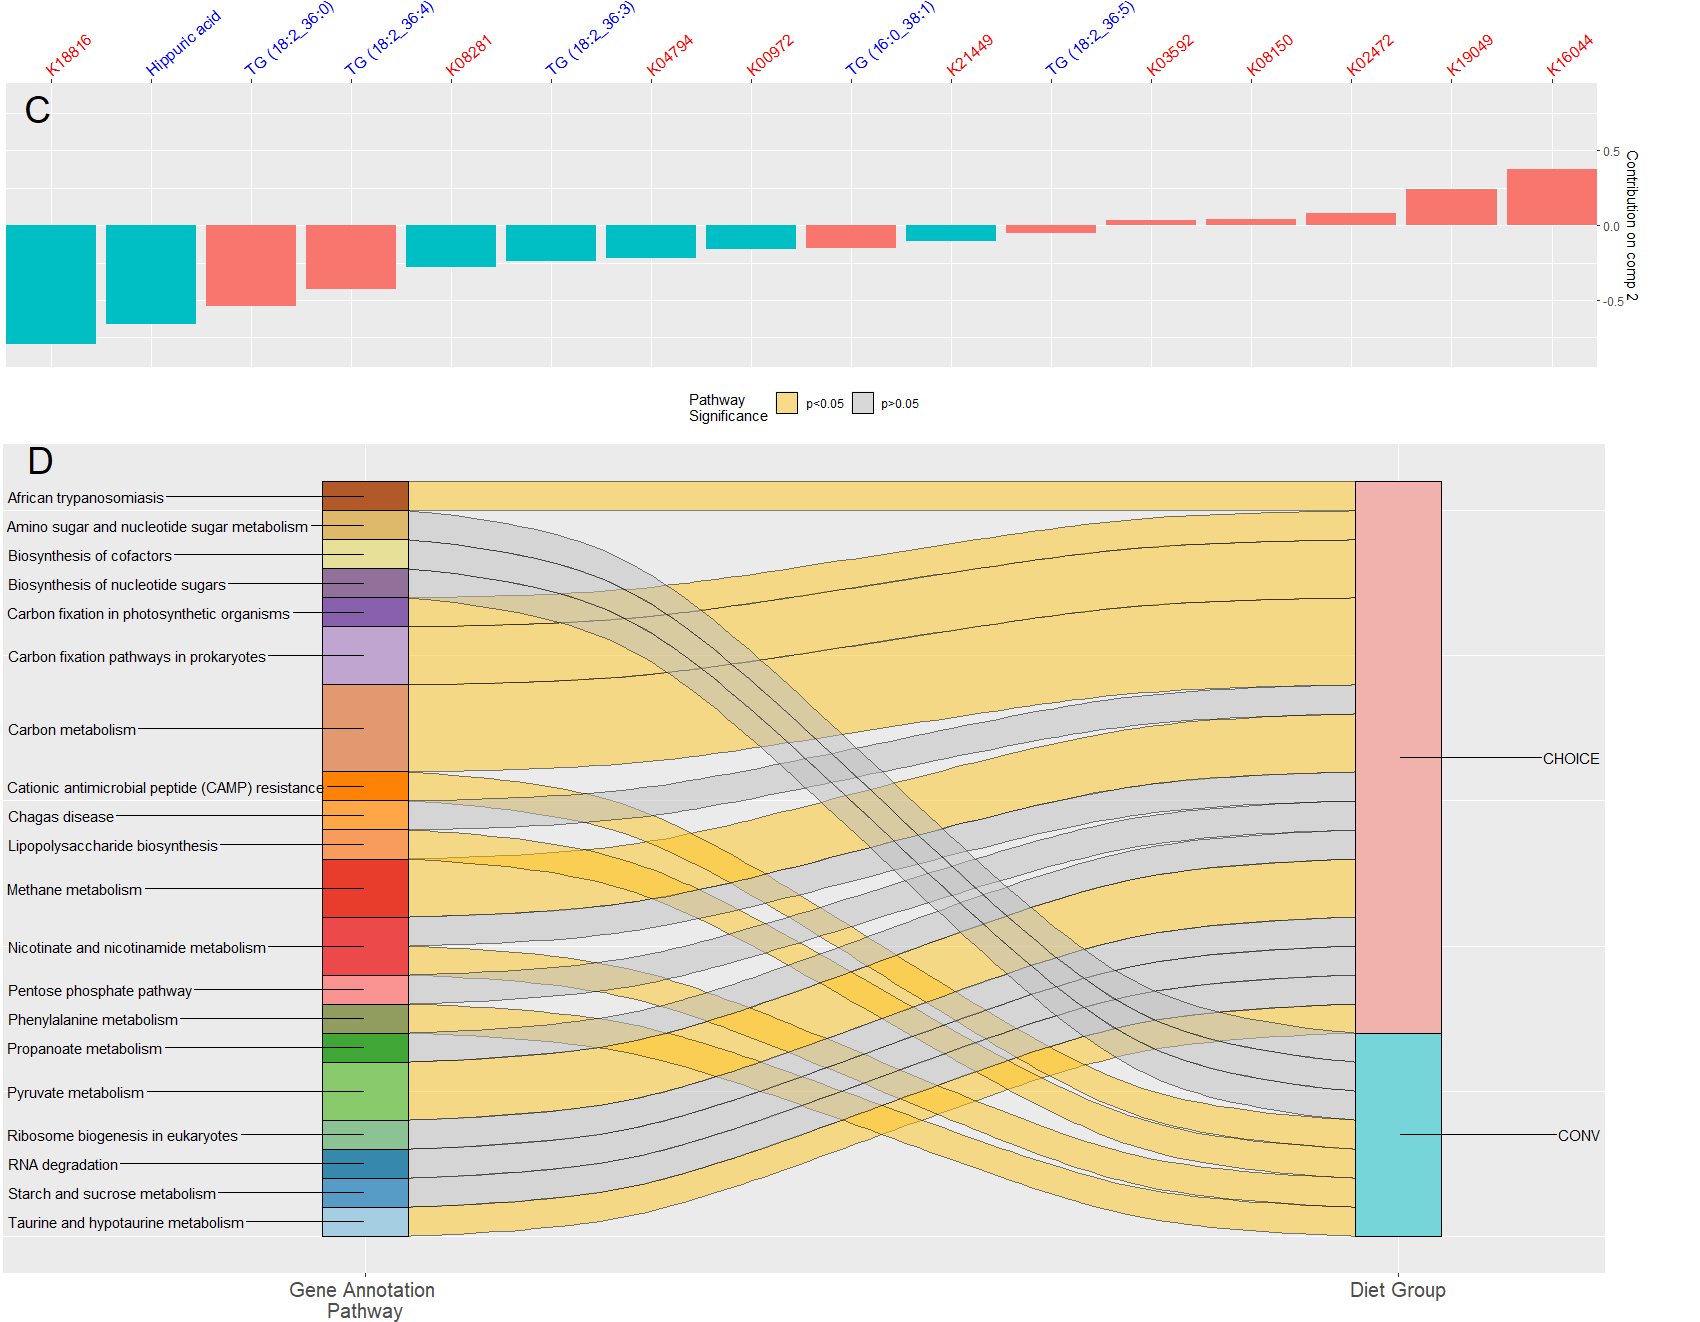 K18816
Hippuric acid
TG (18:2_36:0)
TG (18:2_36:4)
K08281
TG (18:2_36:3)
K04794
K00972
TG (16:0_38:1)
K21449
TG (18:2_36:5)
K03592
K08150
K02472
K19049
K16044
C
0.5
0.0
-0.5
Contribution on comp 2
Pathway
Significance
p<0.05
p>0.05
D
African trypanosomiasis
Amino sugar and nucleotide sugar metabolism
Biosynthesis of cofactors
Biosynthesis of nucleotide sugars
Carbon fixation in photosynthetic organisms
Carbon fixation pathways in prokaryotes
Carbon metabolism
Cationic antimicrobial peptide (CAMP) resistance
Chagas disease
Lipopolysaccharide biosynthesis
Methane metabolism
Nicotinate and nicotinamide metabolism
Pentose phosphate pathway
Phenylalanine metabolism
Propanoate metabolism
Pyruvate metabolism
Ribosome biogenesis in eukaryotes
RNA degradation
Starch and sucrose metabolism
Taurine and hypotaurine metabolism
CHOICE
CONV
Gene Annotation
Pathway
Diet Group